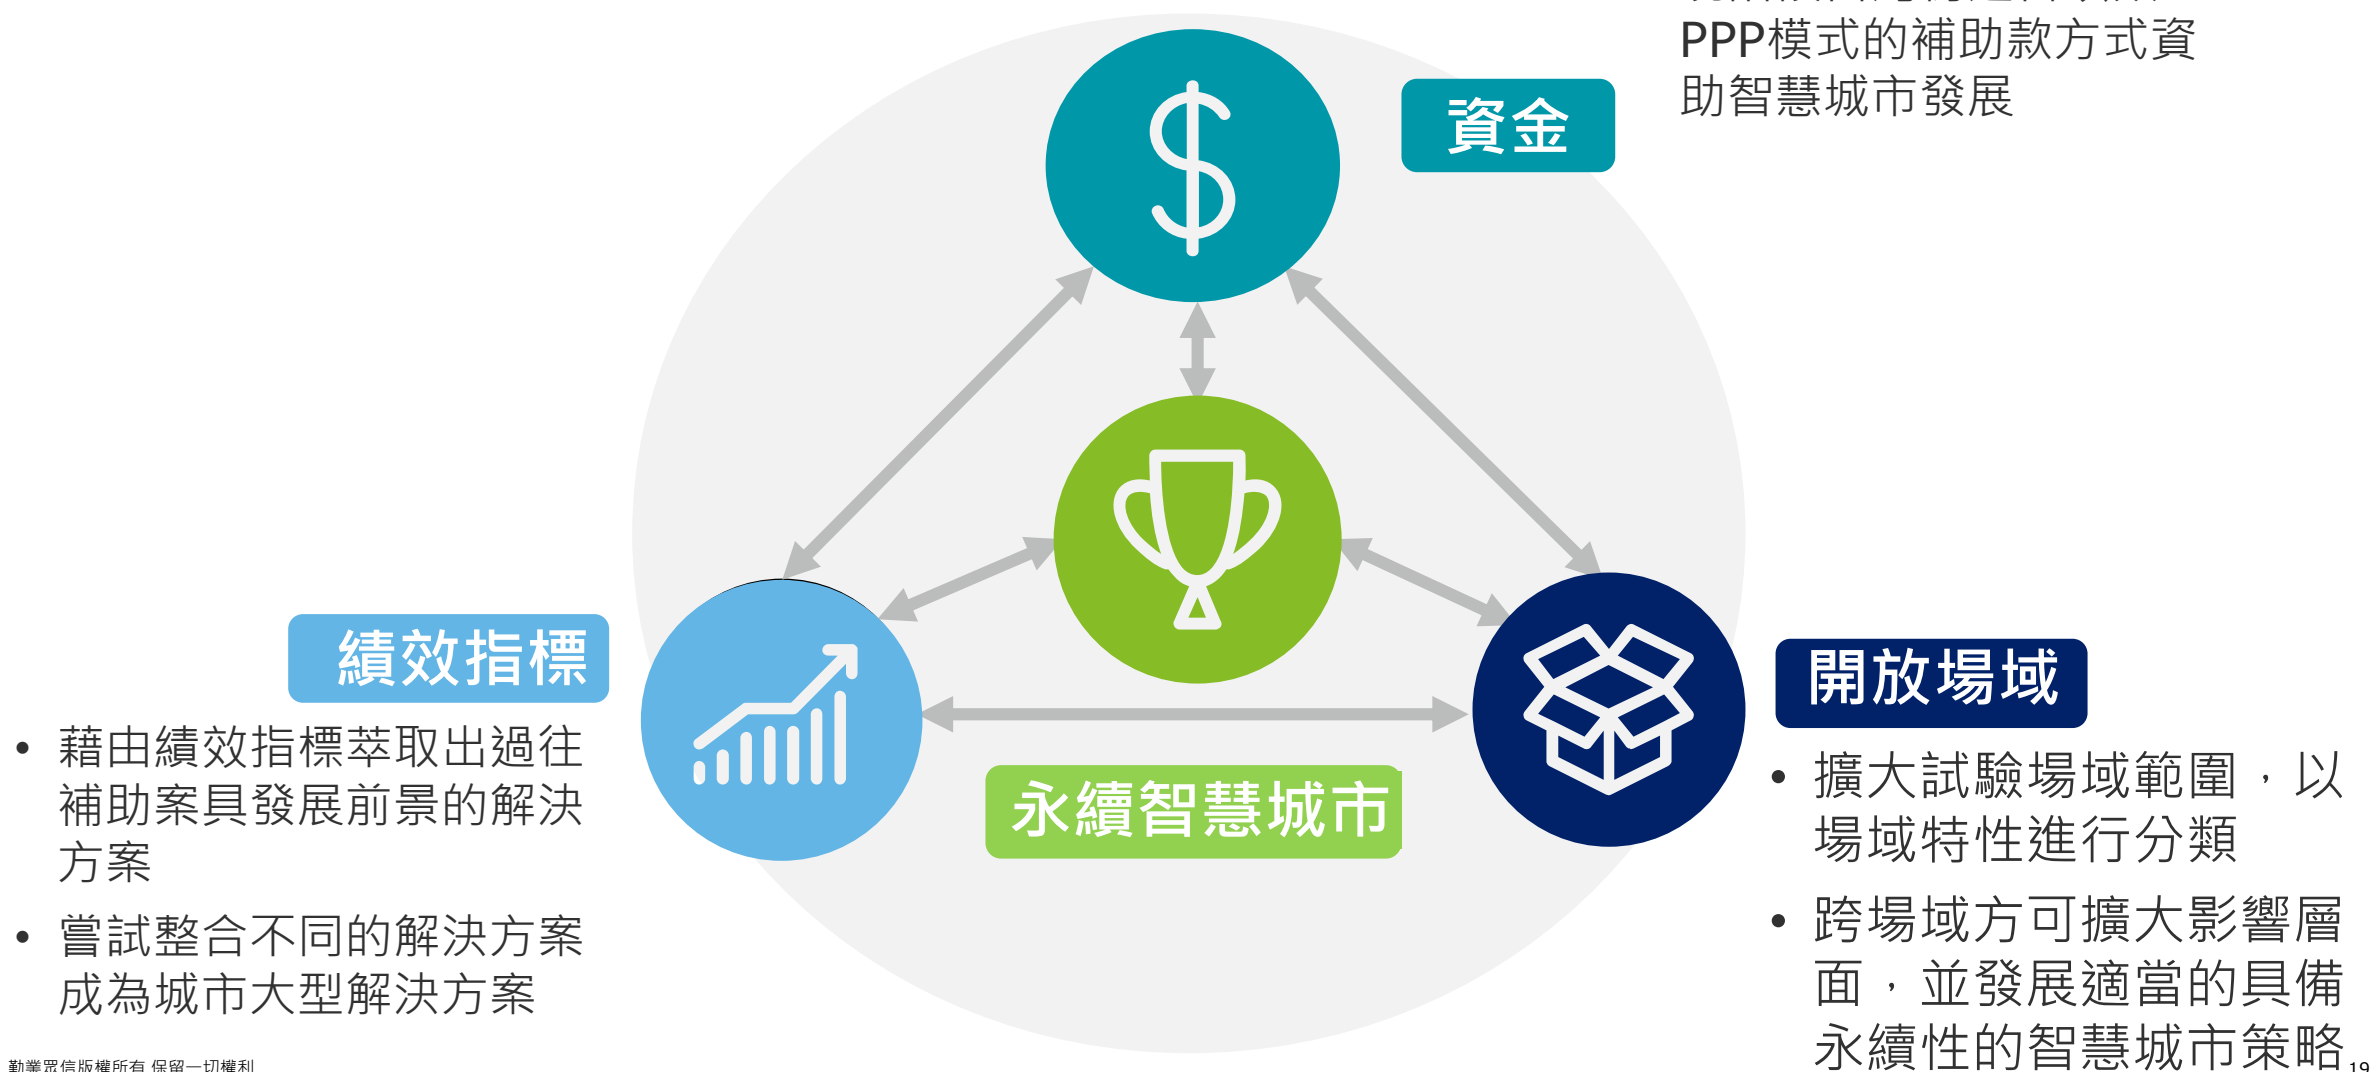 PPP模式的補助款方式資
助智慧城市發展
資金
績效指標
• 藉由績效指標萃取出過往
補助案具發展前景的解決
方案
• 嘗試整合不同的解決方案
成為城市大型解決方案
永續智慧城市
開放場域
• 擴大試驗場域範圍，以
場域特性進行分類
• 跨場域方可擴大影響層
面，並發展適當的具備
永續性的智慧城市策略
勤業眾信版權所有 保留一切權利
19